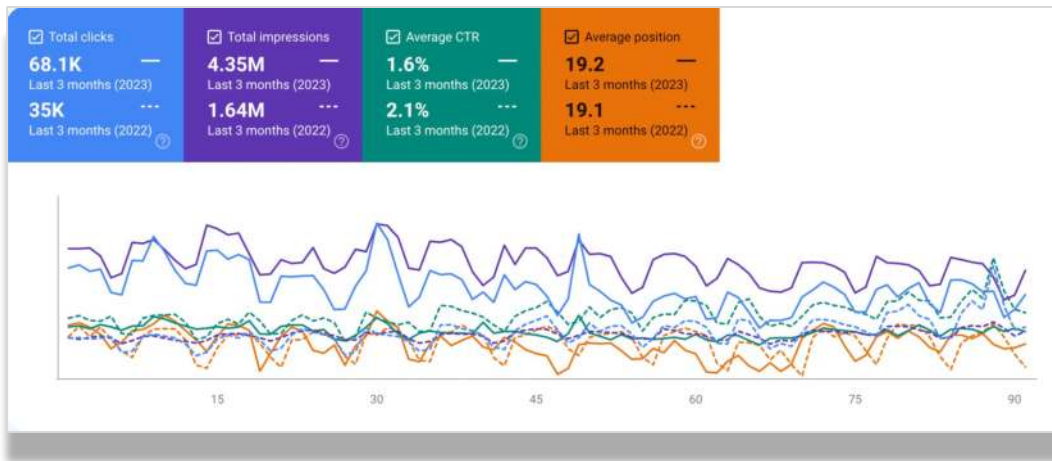 Total clicks
68.1K
Last 3 months (2023)
35K
Last 3 months (2022)
Total impressions
4.35M
Last 3 months (2023)
1.64M
Last 3 months (2022)
Average CTR
1.6%
Last 3 months (2023)
2.1%
Last 3 months (2022)
Average position
19.2
Last 3 months (2023)
19.1
Last 3 months (2022)
15 30 45 60 75 90